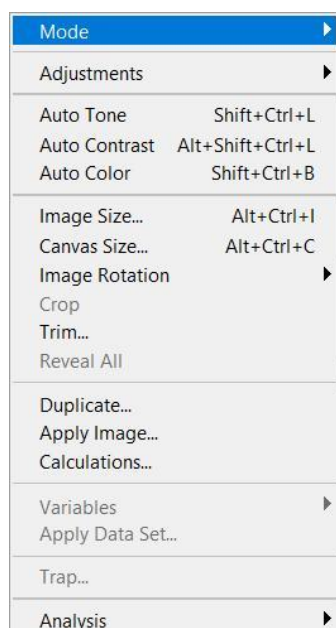 Mode
Adjustments
Auto Tone Shift+Ctrl+L
Auto Contrast Alt+Shift+Ctrl+L
Auto Color Shift+Ctrl+B
Image Size... Alt+Ctrl+I
Canvas Size... Alt+Ctrl+C
Image Rotation
Crop
Trim...
Reveal All
Duplicate...
Apply Image...
Calculations...
Variables
Apply Data Set...
Trap...
Analysis